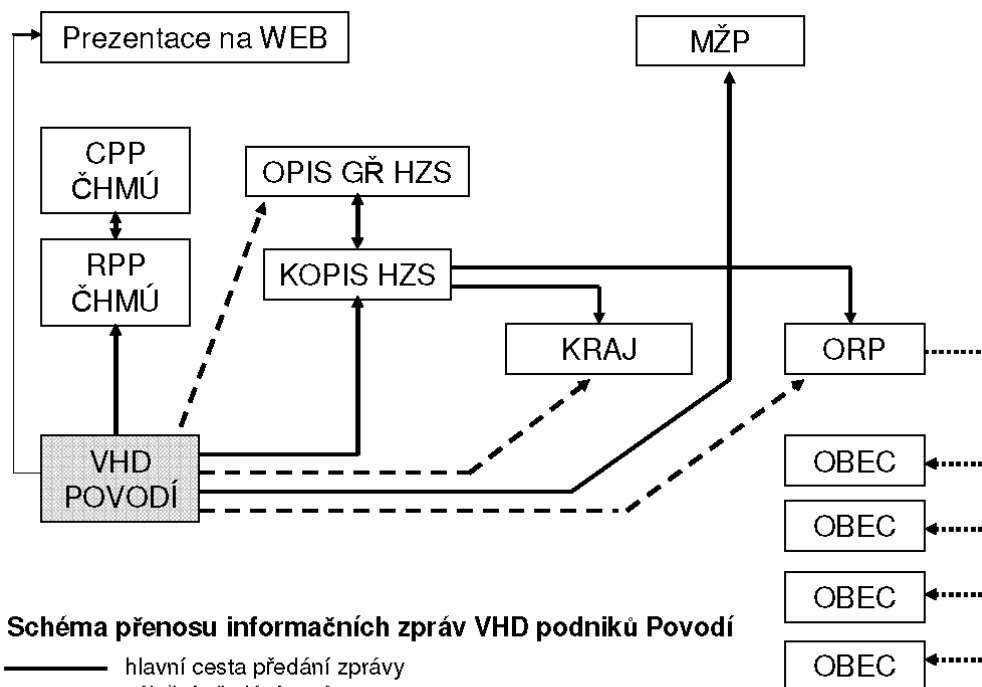 Prezentace na WEB
MŽP
CPP
ČHMÚ
OPIS GŘ HZS
RPP
ČHMÚ
KOPIS HZS
KRAJ
ORP
VHD
POVODÍ
OBEC
OBEC
OBEC
OBEC
Schéma přenosu informačních zpráv VHD podniků Povodí
hlavní cesta předání zprávy